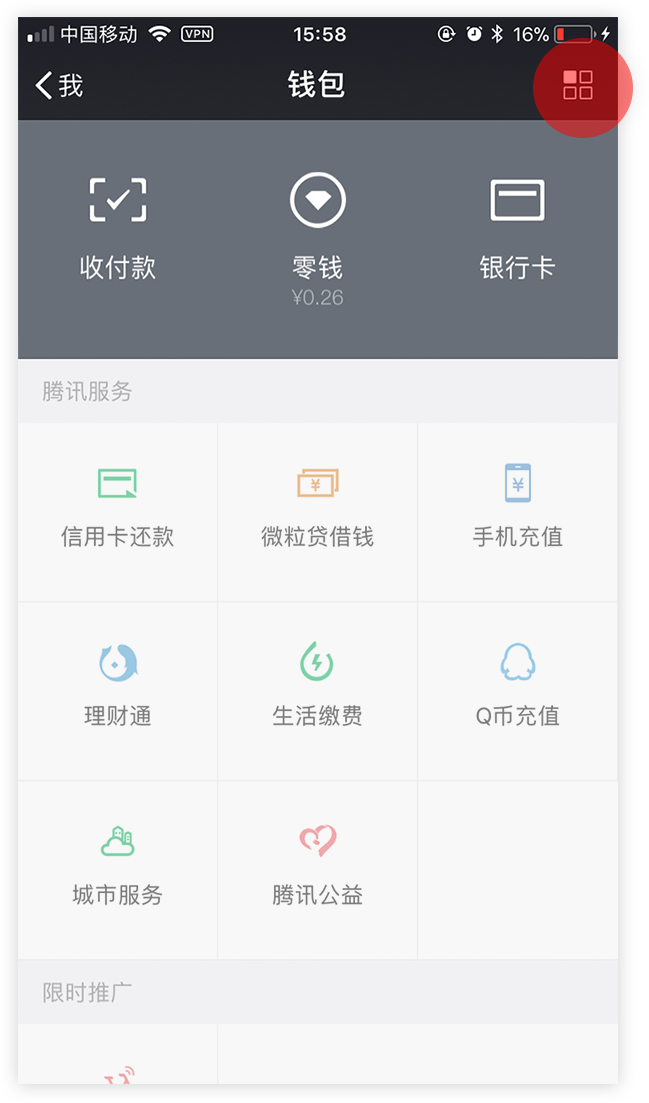 中国移动 VPN 15:58 16%
我 钱包
收付款 零钱 银行卡
¥0.26
腾讯服务
信用卡还款 微粒贷借钱 手机充值
理财通 生活缴费 Q币充值
城市服务 腾讯公益
限时推广